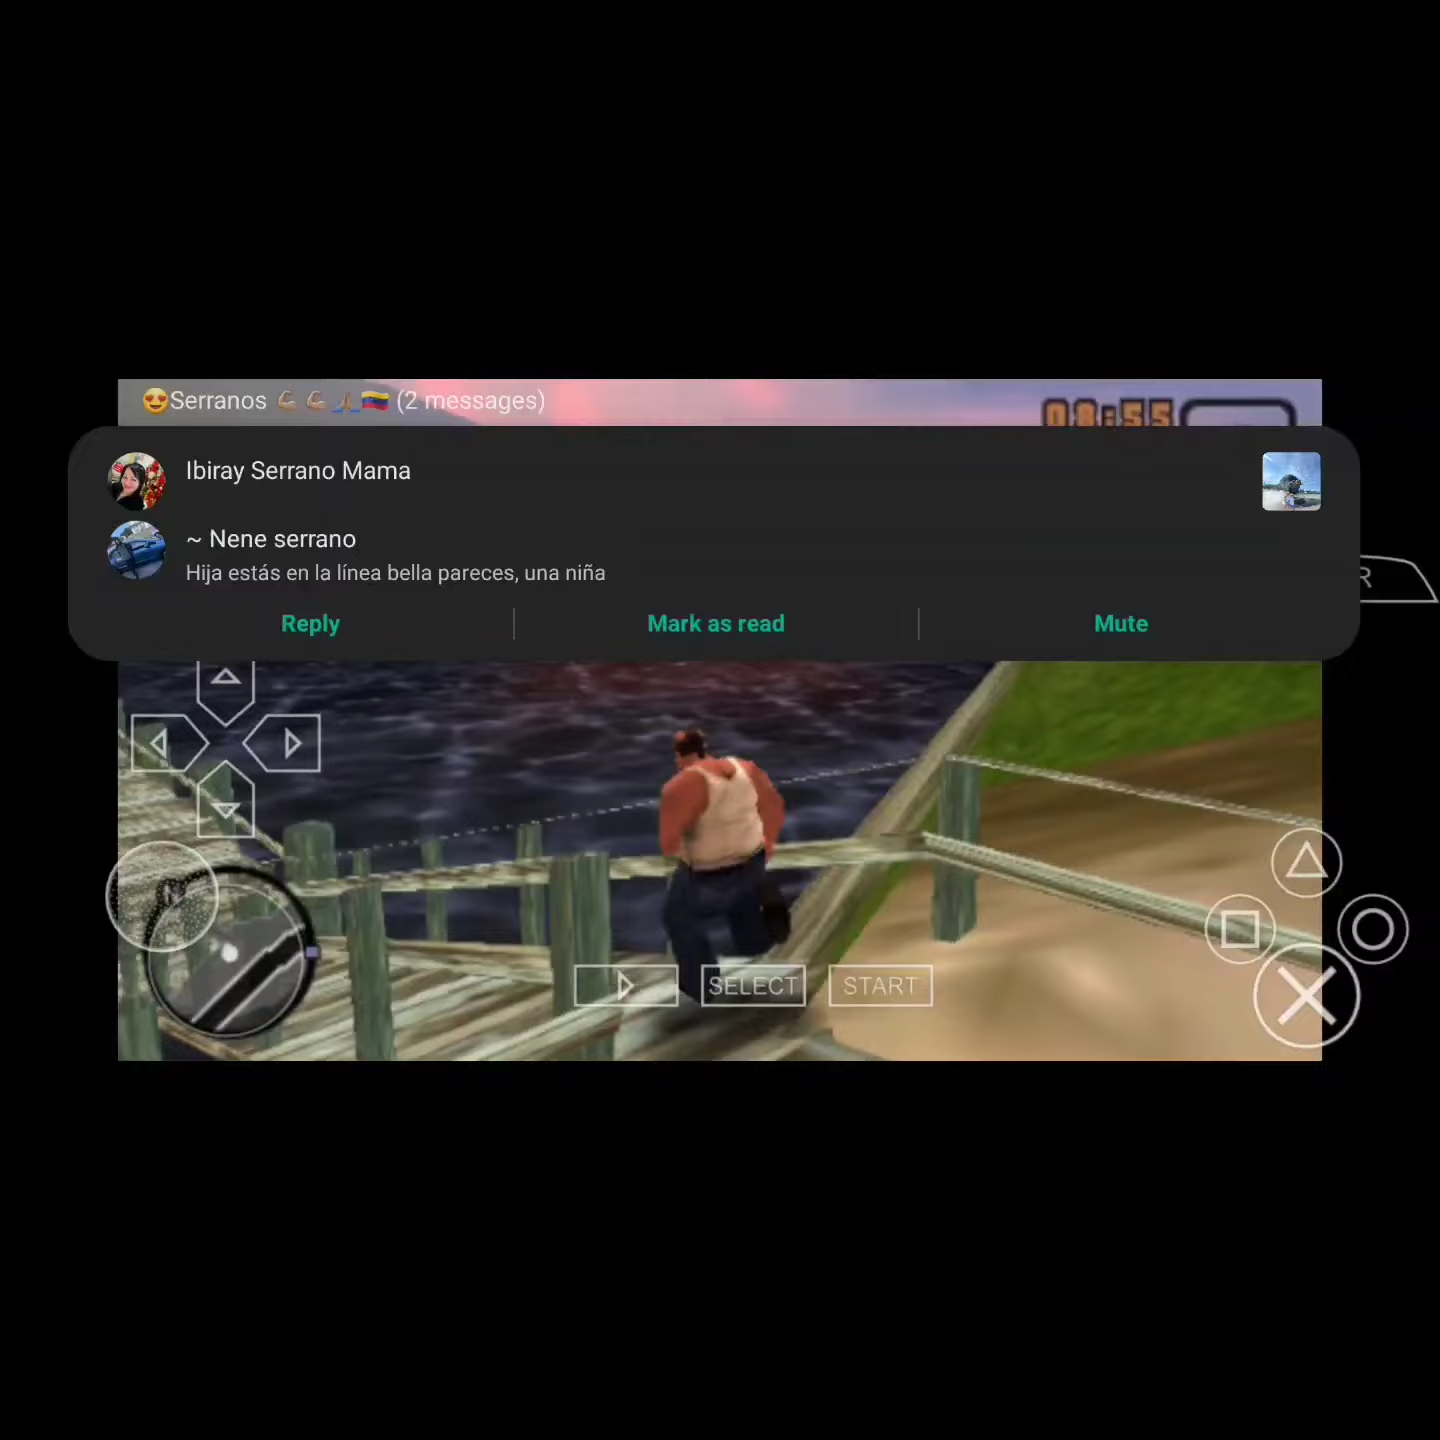 😍Serranos 💪🏽💪🏽🙏🏽🇻🇪 (2 messages)
08:55
Ibiray Serrano Mama
~ Nene serrano
Hija estás en la línea bella pareces, una niña
Reply
Mark as read
Mute
R
N
SELECT
START